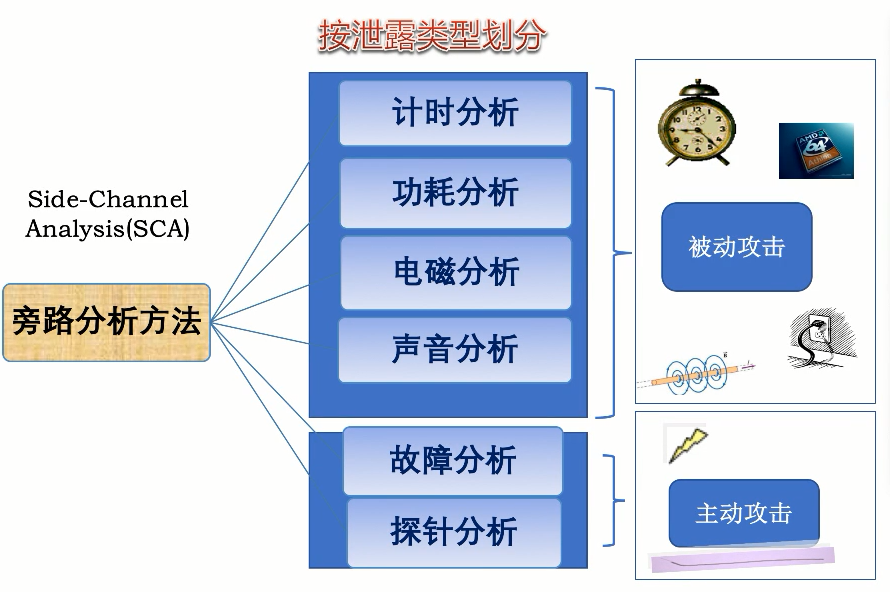 按泄露类型划分
Side-Channel
Analysis(SCA)
旁路分析方法
计时分析
功耗分析
电磁分析
声音分析
故障分析
探针分析
AMD
64
Athlon
被动攻击
主动攻击